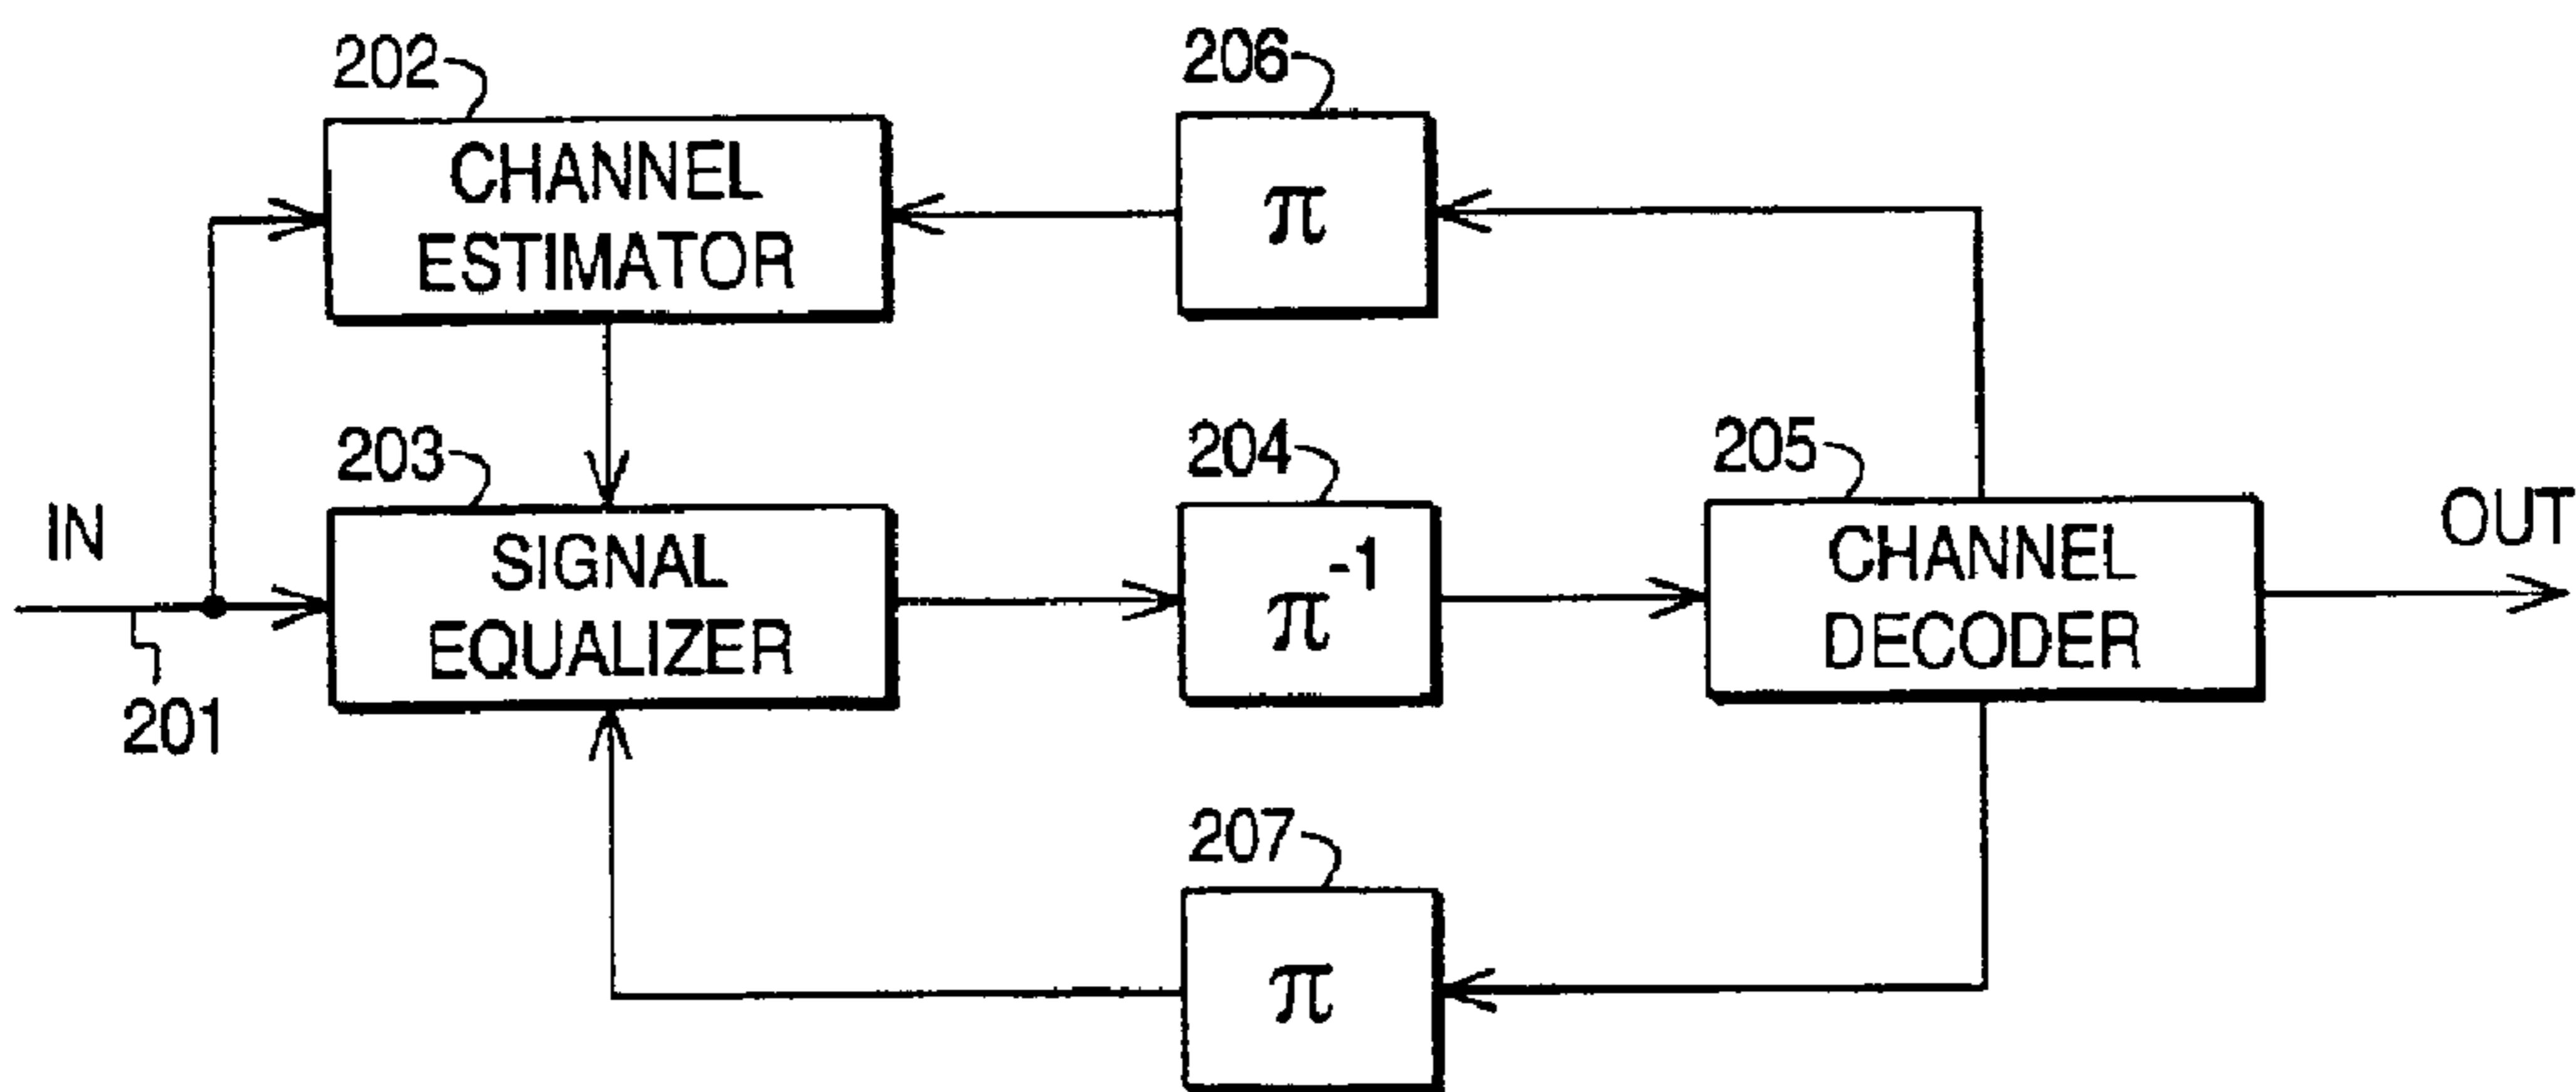 202
206
CHANNEL
ESTIMATOR
π
203
204
205
IN
SIGNAL
EQUALIZER
π-1
CHANNEL
DECODER
OUT
201
207
π